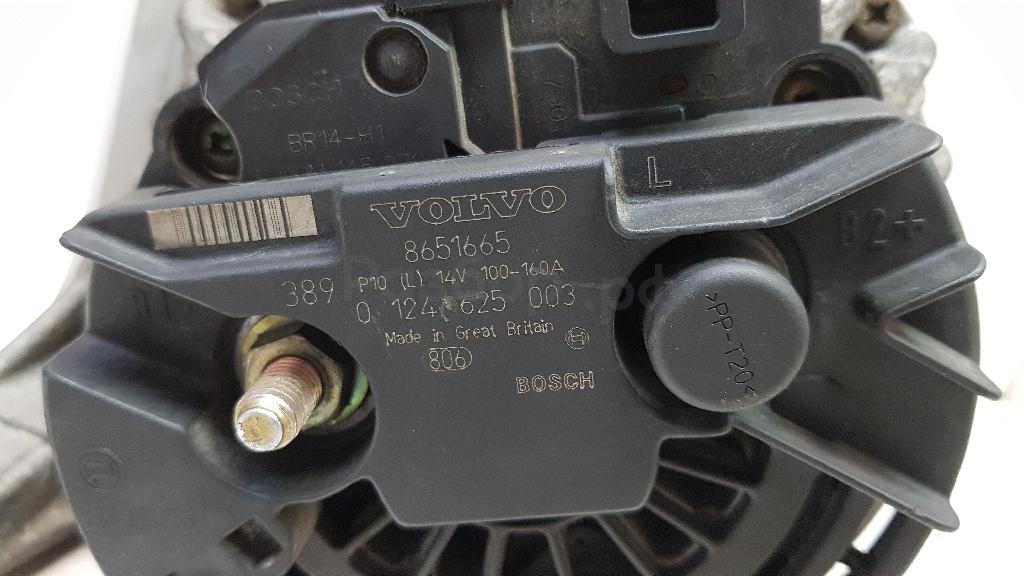 BOSCH
BR14-H1
L
VOLVO
8651665
B2+
389 P10 (L) 14V 100-160A
0 124 625 003
Made in Great Britain
806
BOSCH
>PP-T20<